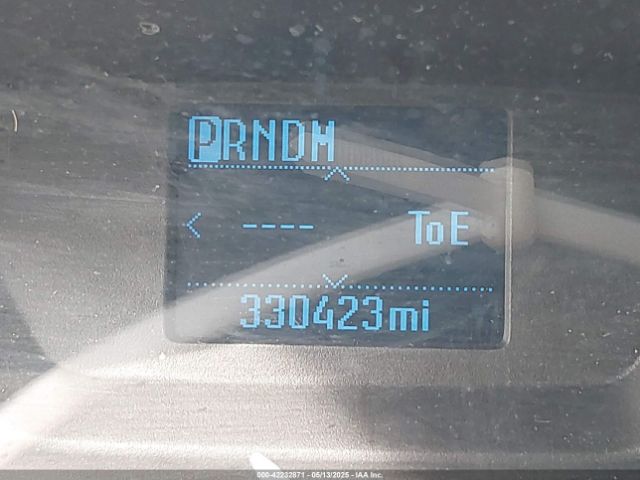 PRNDM
< ---- ToE
330423mi
000-42232871 - 05/13/2025 - IAA Inc.